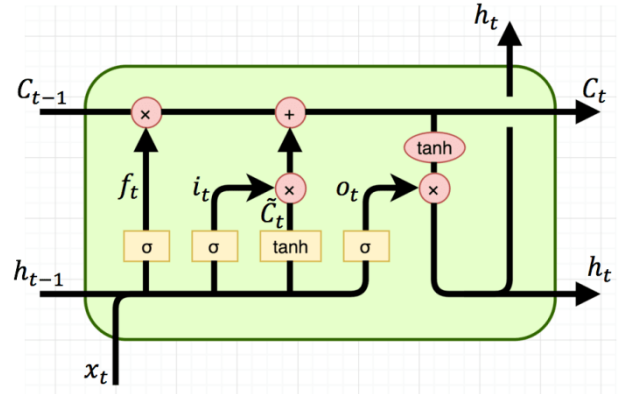 h_t
C_{t-1} × + C_t
tanh
f_t i_t × o_t ×
C̃_t
σ σ tanh σ
h_{t-1} h_t
x_t